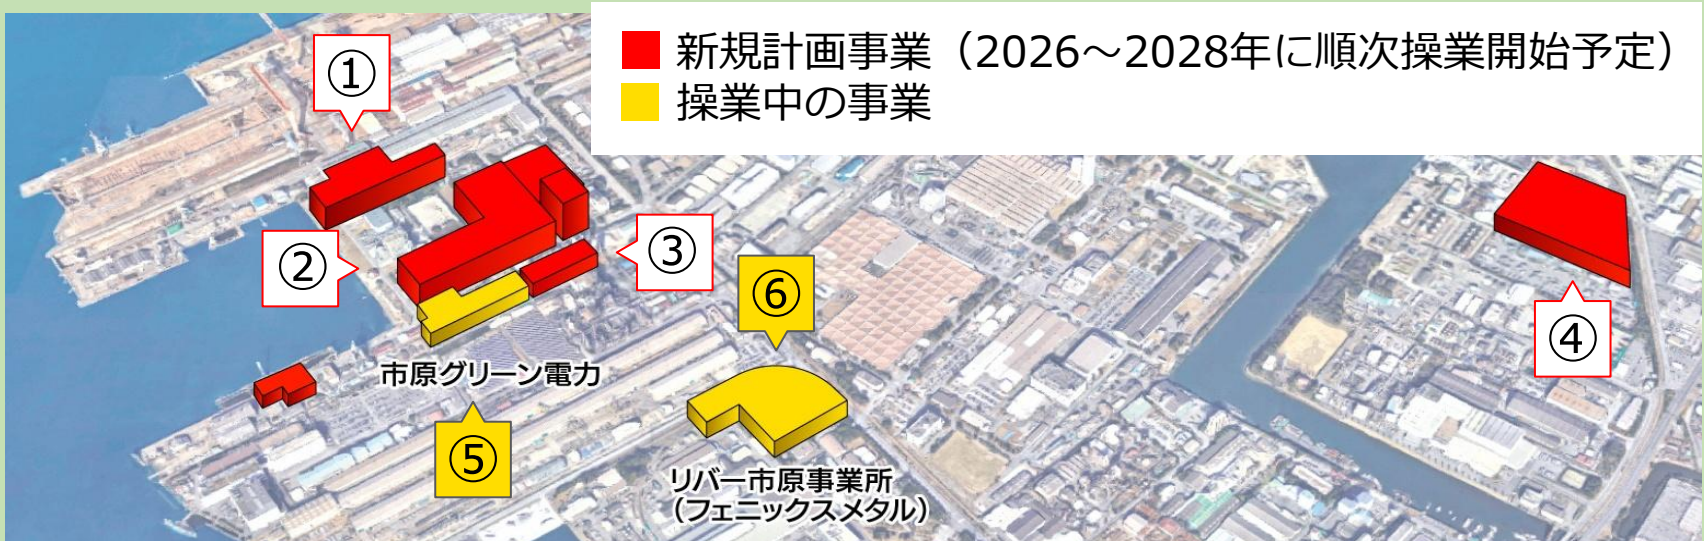 新規計画事業（2026～2028年に順次操業開始予定）
操業中の事業
①
②
③
⑥
④
市原グリーン電力
⑤
リバー市原事業所
（フェニックスメタル）